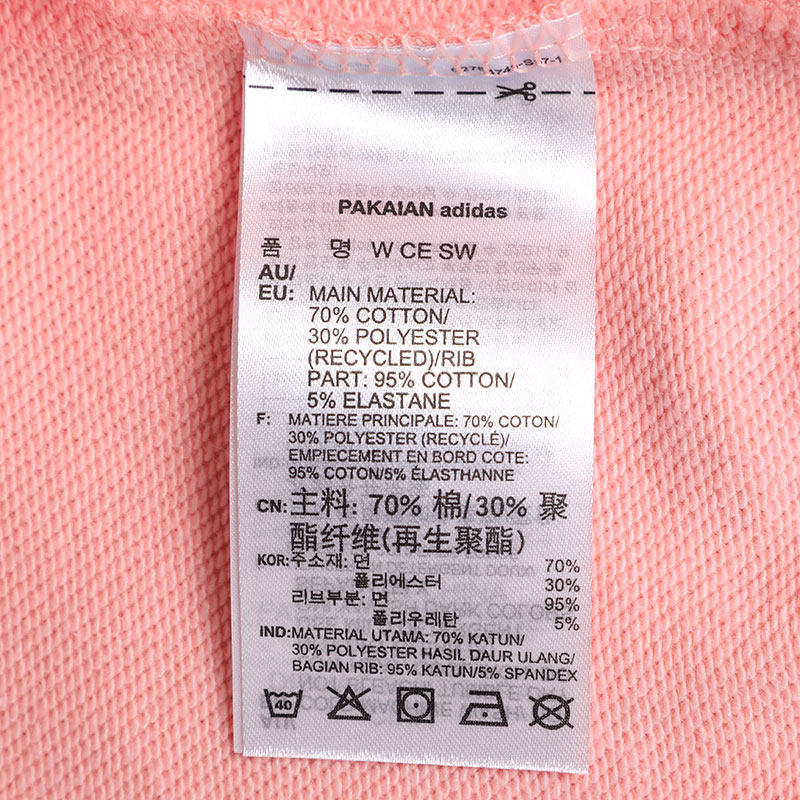 PAKAIAN adidas
품 명 W CE SW
AU/
EU: MAIN MATERIAL:
70% COTTON/
30% POLYESTER
(RECYCLED)/RIB
PART: 95% COTTON/
5% ELASTANE
F: MATIERE PRINCIPALE: 70% COTON/
30% POLYESTER (RECYCLÉ)/
EMPIECEMENT EN BORD COTE:
95% COTON/5% ÉLASTHANNE
CN: 主料: 70% 棉/30% 聚
酯纤维(再生聚酯)
KOR: 주소재: 면 70%
폴리에스터 30%
리브부분: 면 95%
폴리우레탄 5%
IND: MATERIAL UTAMA: 70% KATUN/
30% POLYESTER HASIL DAUR ULANG/
BAGIAN RIB: 95% KATUN/5% SPANDEX
40